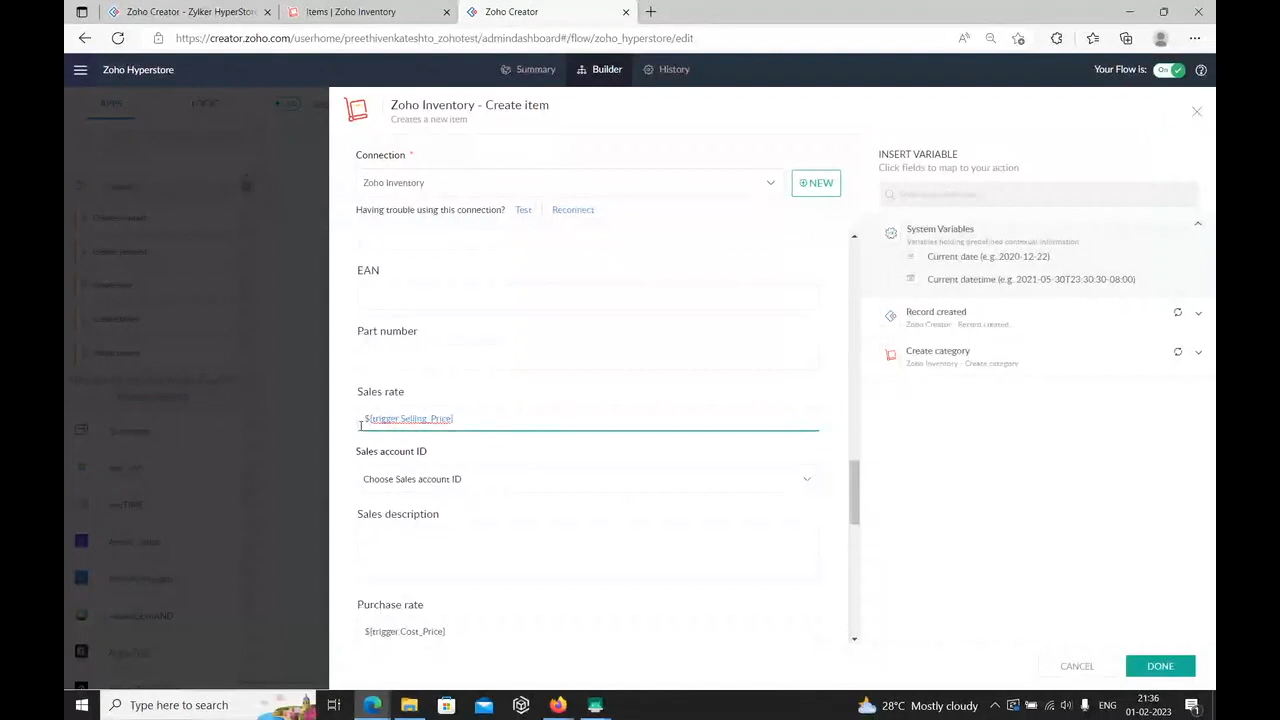 Zoho Creator - Zylker HyperStore
Items | Zoho Inventory
Zoho Creator
https://creator.zoho.com/userhome/preethivenkateshto_zohotest/admindashboard#/flow/zoho_hyperstore/edit
Zoho Hyperstore
Summary
Builder
History
Your Flow is:
On
APPS
LOGIC
Zoho Inventory - Create item
Creates a new item
Connection *
Zoho Inventory
NEW
Having trouble using this connection? Test | Reconnect
EAN
Part number
Sales rate
${trigger.Selling_Price}
Sales account ID
Choose Sales account ID
Sales description
Purchase rate
${trigger.Cost_Price}
INSERT VARIABLE
Click fields to map to your action
System Variables
Variables holding predefined contextual information
Current date (e.g. 2020-12-22)
Current datetime (e.g. 2021-05-30T23:30:30-08:00)
Record created
Zoho Creator - Record created
Create category
Zoho Inventory - Create category
CANCEL
DONE
Type here to search
28°C Mostly cloudy
ENG
21:36
01-02-2023